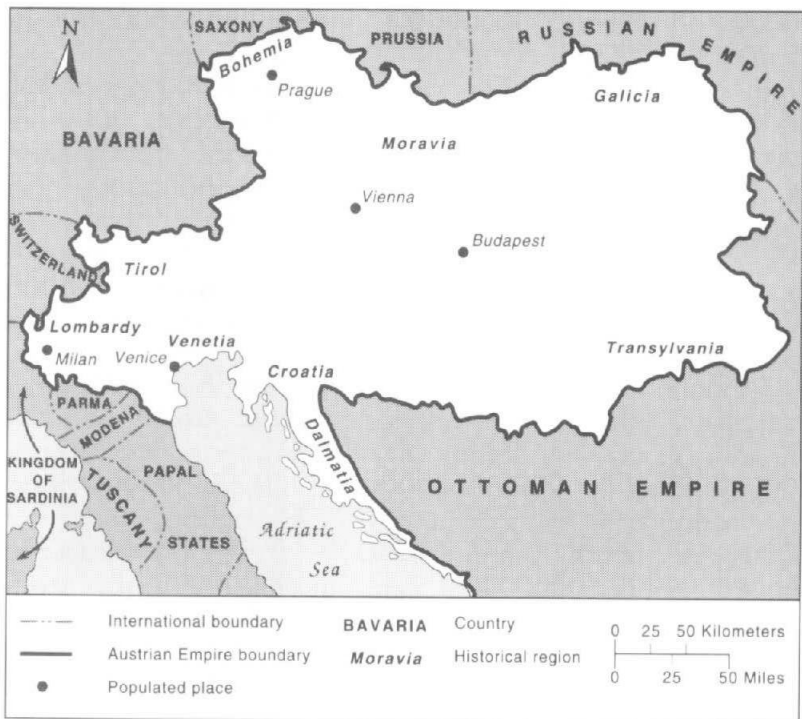 N
SAXONY
PRUSSIA
RUSSIAN EMPIRE
Bohemia
Prague
Galicia
BAVARIA
Moravia
Vienna
Budapest
SWITZERLAND
Tirol
Lombardy
Milan
Venice
Venetia
Croatia
Transylvania
PARMA
MODENA
Dalmatia
KINGDOM
OF
SARDINIA
TUSCANY
PAPAL
STATES
OTTOMAN EMPIRE
Adriatic
Sea
International boundary
Austrian Empire boundary
Populated place
BAVARIA Country
Moravia Historical region
0 25 50 Kilometers
0 25 50 Miles